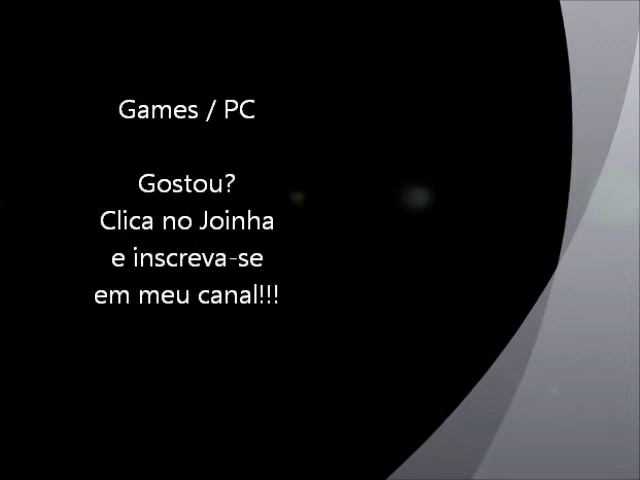 Games / PC
Gostou?
Clica no Joinha
e inscreva-se
em meu canal!!!